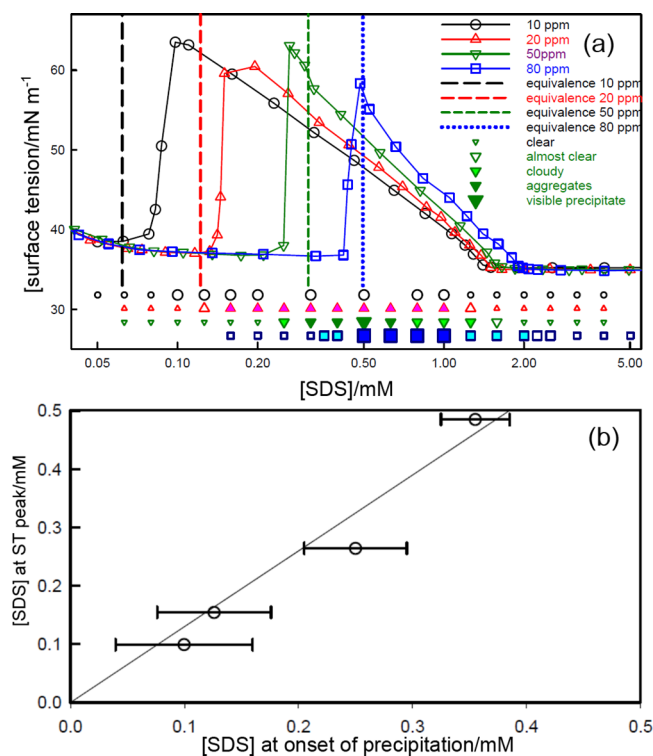 (a)
10 ppm
20 ppm
50ppm
80 ppm
equivalence 10 ppm
equivalence 20 ppm
equivalence 50 ppm
equivalence 80 ppm
clear
almost clear
cloudy
aggregates
visible precipitate
[surface tension/mN m-1
60
50
40
30
0.05 0.10 0.20 0.50 1.00 2.00 5.00
[SDS]/mM
(b)
[SDS] at ST peak/mM
0.5
0.4
0.3
0.2
0.1
0.0
0.0 0.1 0.2 0.3 0.4 0.5
[SDS] at onset of precipitation/mM